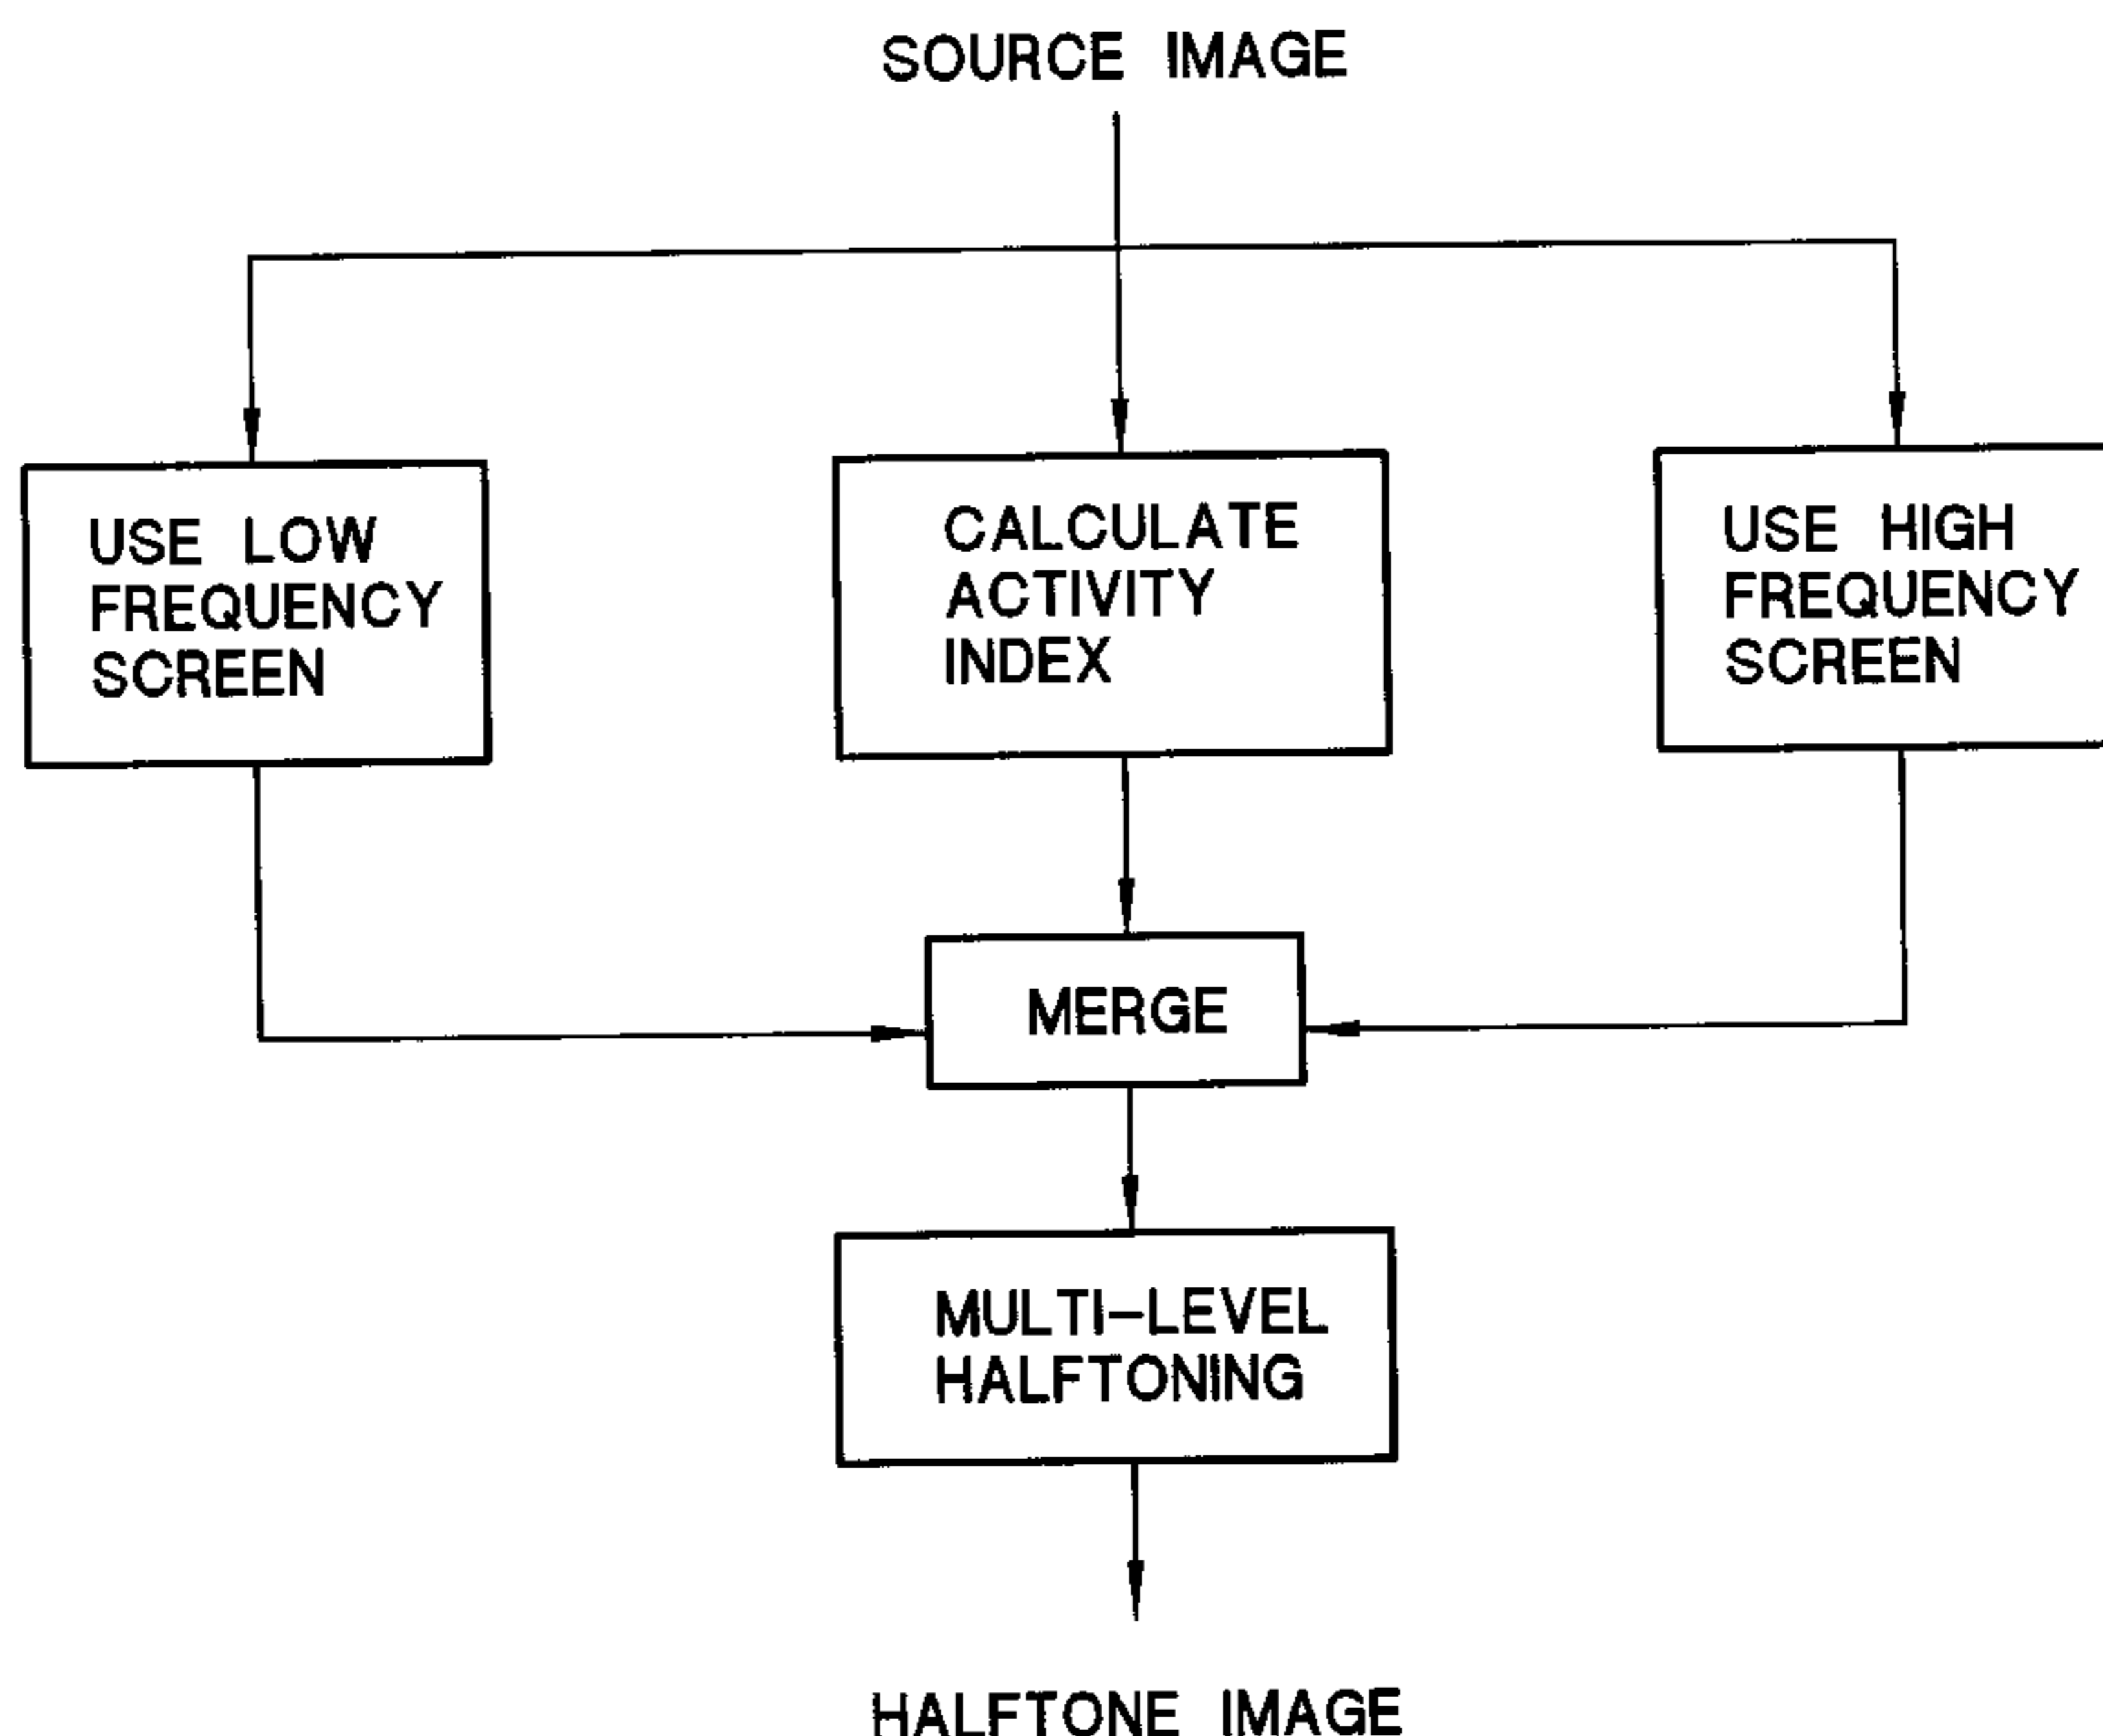 SOURCE IMAGE
USE LOW
FREQUENCY
SCREEN
CALCULATE
ACTIVITY
INDEX
USE HIGH
FREQUENCY
SCREEN
MERGE
MULTI-LEVEL
HALFTONING
HALFTONE IMAGE